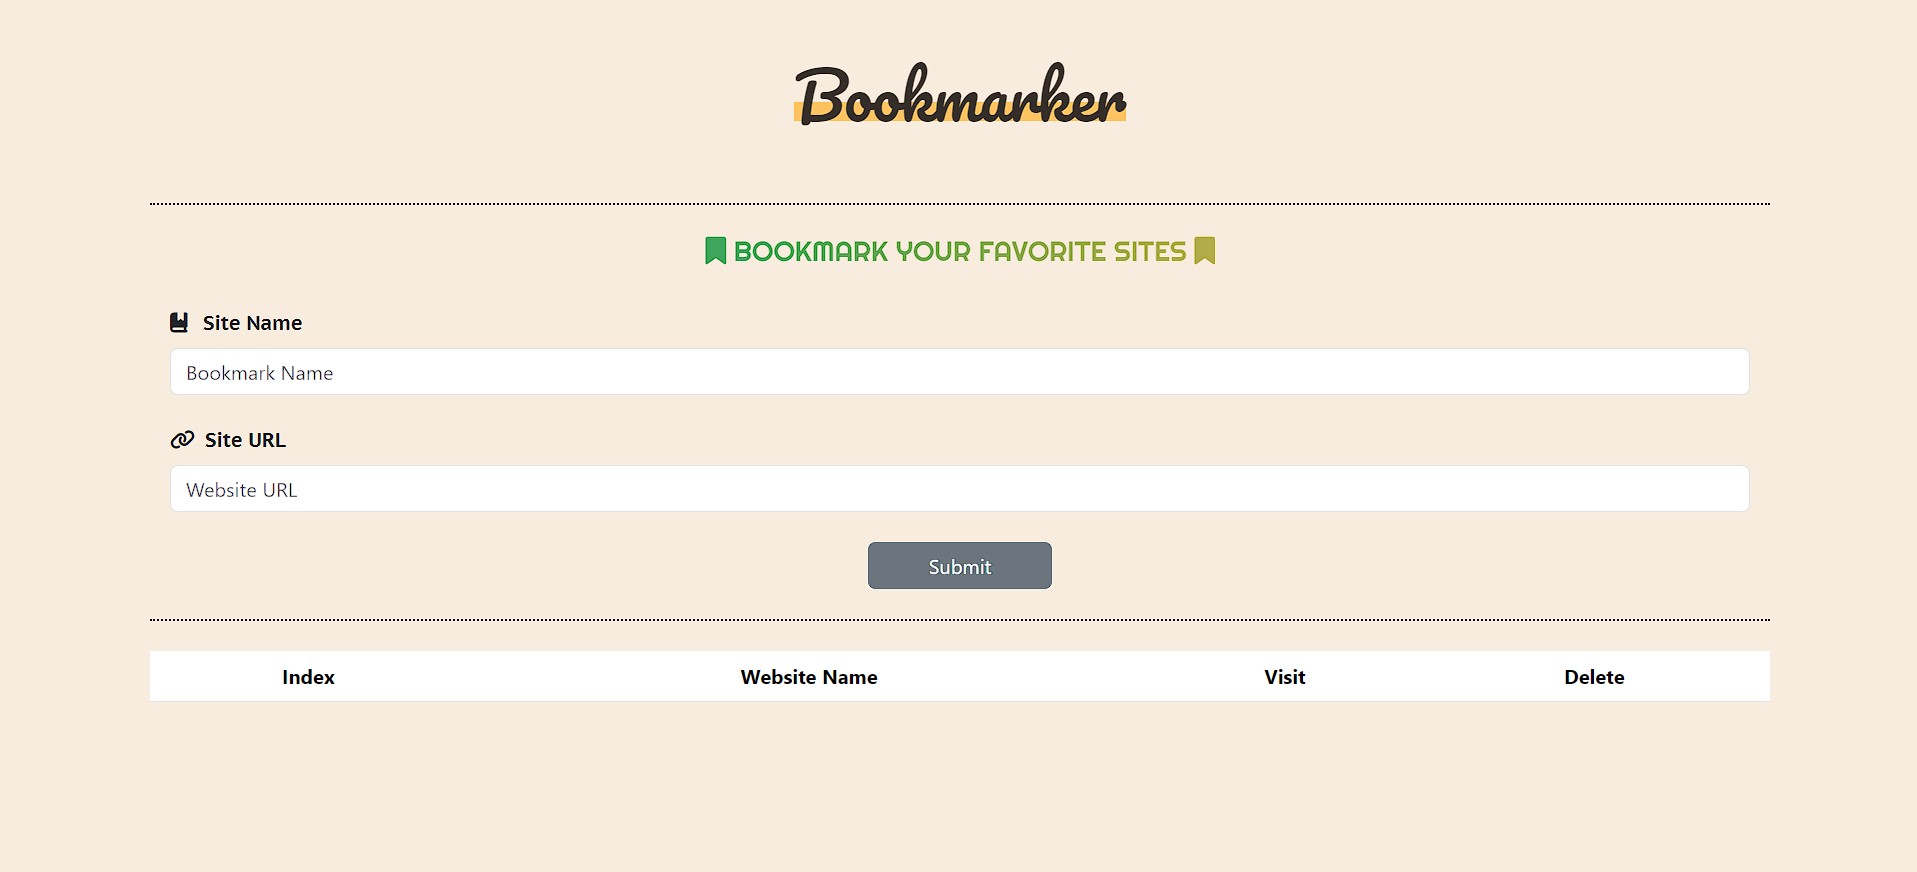 Bookmarker
BOOKMARK YOUR FAVORITE SITES
Site Name
Bookmark Name
Site URL
Website URL
Submit
Index Website Name Visit Delete